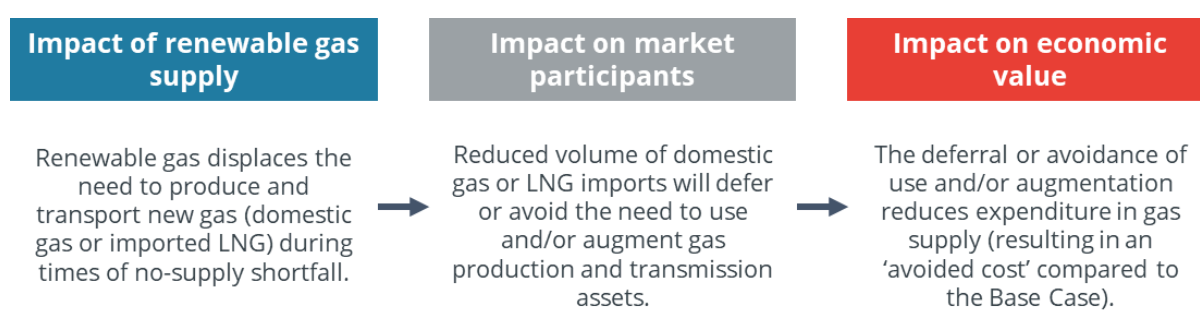 Impact of renewable gas
supply
Renewable gas displaces the
need to produce and
transport new gas (domestic
gas or imported LNG) during
times of no-supply shortfall.
Impact on market
participants
Reduced volume of domestic
gas or LNG imports will defer
or avoid the need to use
and/or augment gas
production and transmission
assets.
Impact on economic
value
The deferral or avoidance of
use and/or augmentation
reduces expenditure in gas
supply (resulting in an
‘avoided cost’ compared to
the Base Case).